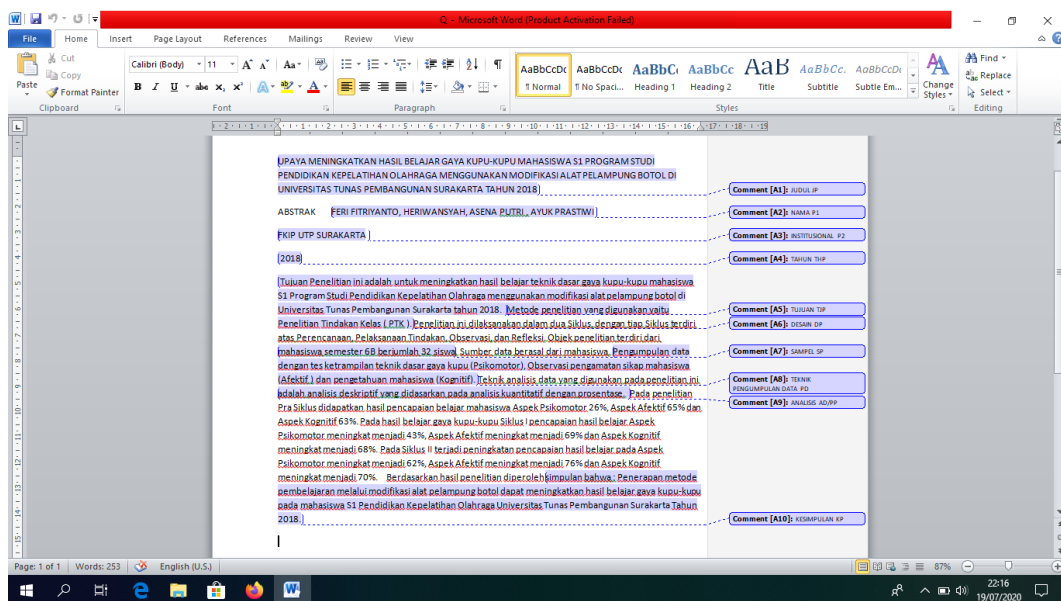 Q - Microsoft Word (Product Activation Failed)
File Home Insert Page Layout References Mailings Review View
Paste
Cut
Copy
Format Painter
Clipboard
Calibri (Body) 11
Font
Paragraph
AaBbCcDc ¶ Normal
AaBbCcDc ¶ No Spaci...
AaBbC Heading 1
AaBbCc Heading 2
AaB Title
AaBbCc. Subtitle
AaBbCcDc Subtle Em...
Change Styles
Styles
Find
Replace
Select
Editing
UPAYA MENINGKATKAN HASIL BELAJAR GAYA KUPU-KUPU MAHASISWA S1 PROGRAM STUDI
PENDIDIKAN KEPELATIHAN OLAHRAGA MENGGUNAKAN MODIFIKASI ALAT PELAMPUNG BOTOL DI
UNIVERSITAS TUNAS PEMBANGUNAN SURAKARTA TAHUN 2018
Comment [A1]: JUDUL JP
ABSTRAK FERI FITRIYANTO, HERIWANSYAH, ASENA PUTRI , AYUK PRASTIWI
Comment [A2]: NAMA P1
FKIP UTP SURAKARTA
Comment [A3]: INSTITUSIONAL P2
2018
Comment [A4]: TAHUN THP
Tujuan Penelitian ini adalah untuk meningkatkan hasil belajar teknik dasar gaya kupu-kupu mahasiswa
S1 Program Studi Pendidikan Kepelatihan Olahraga menggunakan modifikasi alat pelampung botol di
Universitas Tunas Pembangunan Surakarta tahun 2018. Metode penelitian yang digunakan yaitu
Comment [A5]: TUJUAN TJP
Penelitian Tindakan Kelas ( PTK ). Penelitian ini dilaksanakan dalam dua Siklus, dengan tiap Siklus terdiri
Comment [A6]: DESAIN DP
atas Perencanaan, Pelaksanaan Tindakan, Observasi, dan Refleksi. Objek penelitian terdiri dari
mahasiswa semester 6B berjumlah 32 siswa. Sumber data berasal dari mahasiswa. Pengumpulan data
Comment [A7]: SAMPEL SP
dengan tes ketrampilan teknik dasar gaya kupu (Psikomotor), Observasi pengamatan sikap mahasiswa
(Afektif ) dan pengetahuan mahasiswa (Kognitif). Teknik analisis data yang digunakan pada penelitian ini
Comment [A8]: TEKNIK
PENGUMPULAN DATA PD
adalah analisis deskriptif yang didasarkan pada analisis kuantitatif dengan prosentase. Pada penelitian
Comment [A9]: ANALISIS AD/PP
Pra Siklus didapatkan hasil pencapaian belajar mahasiswa Aspek Psikomotor 26%, Aspek Afektif 65% dan
Aspek Kognitif 63%. Pada hasil belajar gaya kupu-kupu Siklus I pencapaian hasil belajar Aspek
Psikomotor meningkat menjadi 43%, Aspek Afektif meningkat menjadi 69% dan Aspek Kognitif
meningkat menjadi 68%. Pada Siklus II terjadi peningkatan pencapaian hasil belajar pada Aspek
Psikomotor meningkat menjadi 62%, Aspek Afektif meningkat menjadi 76% dan Aspek Kognitif
meningkat menjadi 70%. Berdasarkan hasil penelitian diperoleh simpulan bahwa : Penerapan metode
pembelajaran melalui modifikasi alat pelampung botol dapat meningkatkan hasil belajar gaya kupu-kupu
pada mahasiswa S1 Pendidikan Kepelatihan Olahraga Universitas Tunas Pembangunan Surakarta Tahun
2018.
Comment [A10]: KESIMPULAN KP
Page: 1 of 1 Words: 253 English (U.S.) 87%
22:16
19/07/2020